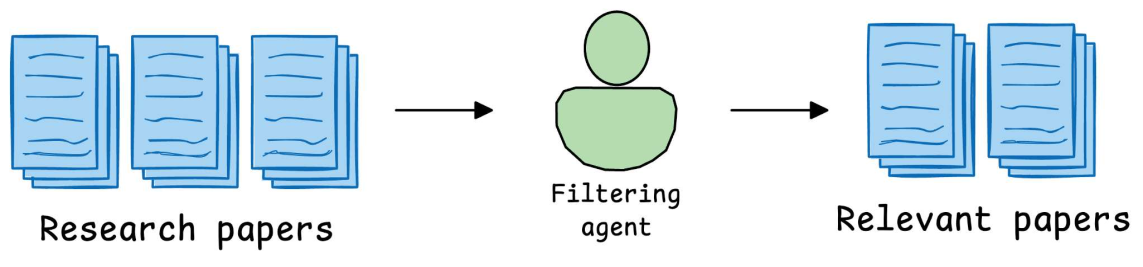 Research papers
Filtering
agent
Relevant papers